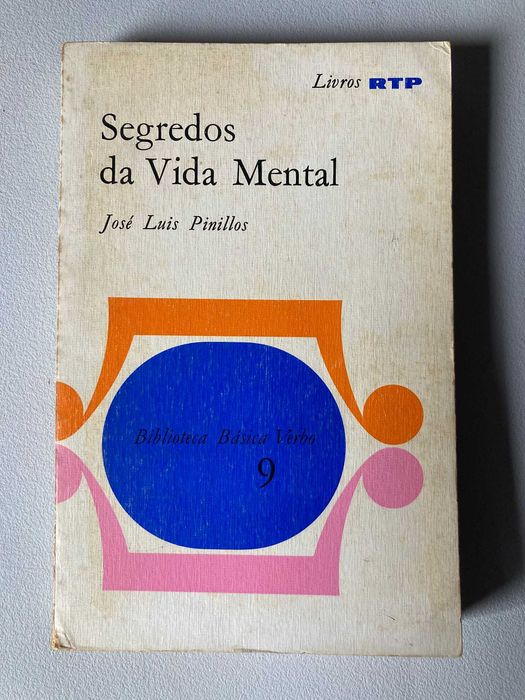 Livros RTP
Segredos
da Vida Mental
José Luis Pinillos
Biblioteca Básica Verbo
9